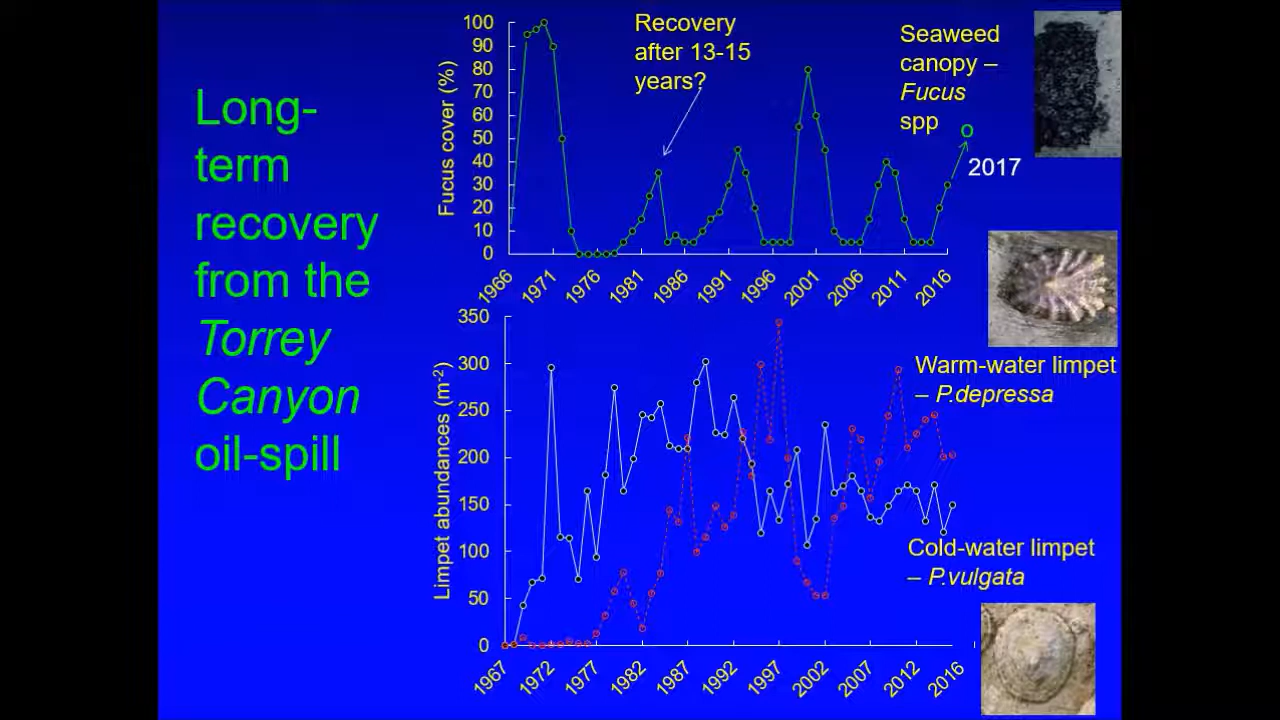 Long-
term
recovery
from the
Torrey
Canyon
oil-spill
Recovery
after 13-15
years?
Seaweed
canopy –
Fucus
spp
2017
Fucus cover (%)
100
90
80
70
60
50
40
30
20
10
0
1966
1971
1976
1981
1986
1991
1996
2001
2006
2011
2016
Limpet abundances (m-2)
350
300
250
200
150
100
50
0
1967
1972
1977
1982
1987
1992
1997
2002
2007
2012
2016
Warm-water limpet
– P.depressa
Cold-water limpet
– P.vulgata